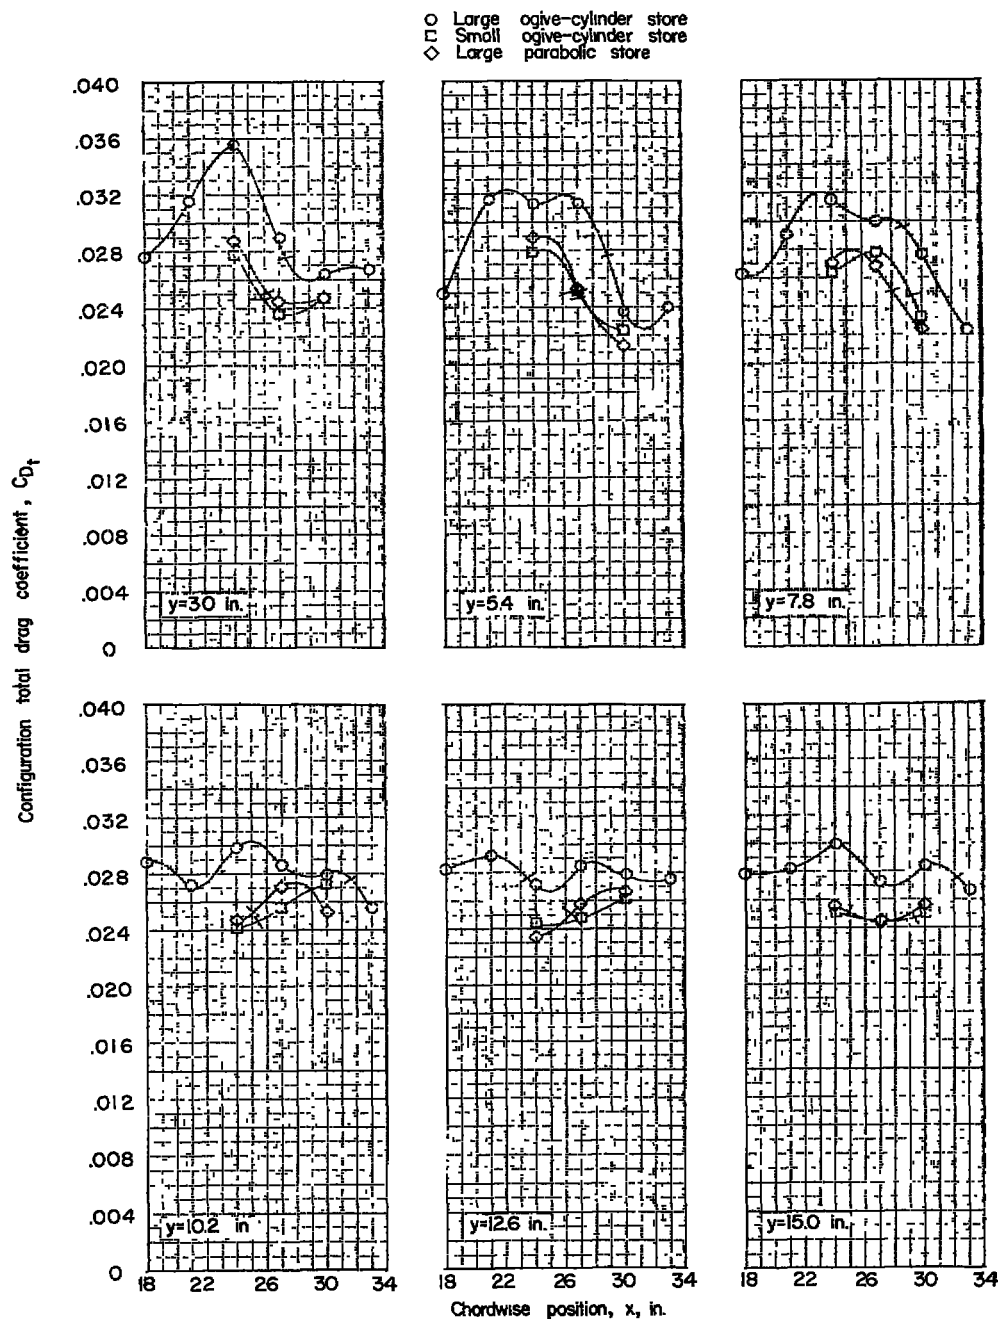 Large ogive-cylinder store
Small ogive-cylinder store
Large parabolic store
Configuration total drag coefficient, CDt
.040
.036
.032
.028
.024
.020
.016
.012
.008
.004
0
y=30 in.
y=5.4 in.
y=7.8 in.
.040
.036
.032
.028
.024
.020
.016
.012
.008
.004
0
y=10.2 in
y=12.6 in.
y=15.0 in.
18 22 26 30 34
18 22 26 30 34
18 22 26 30 34
Chordwise position, x, in.